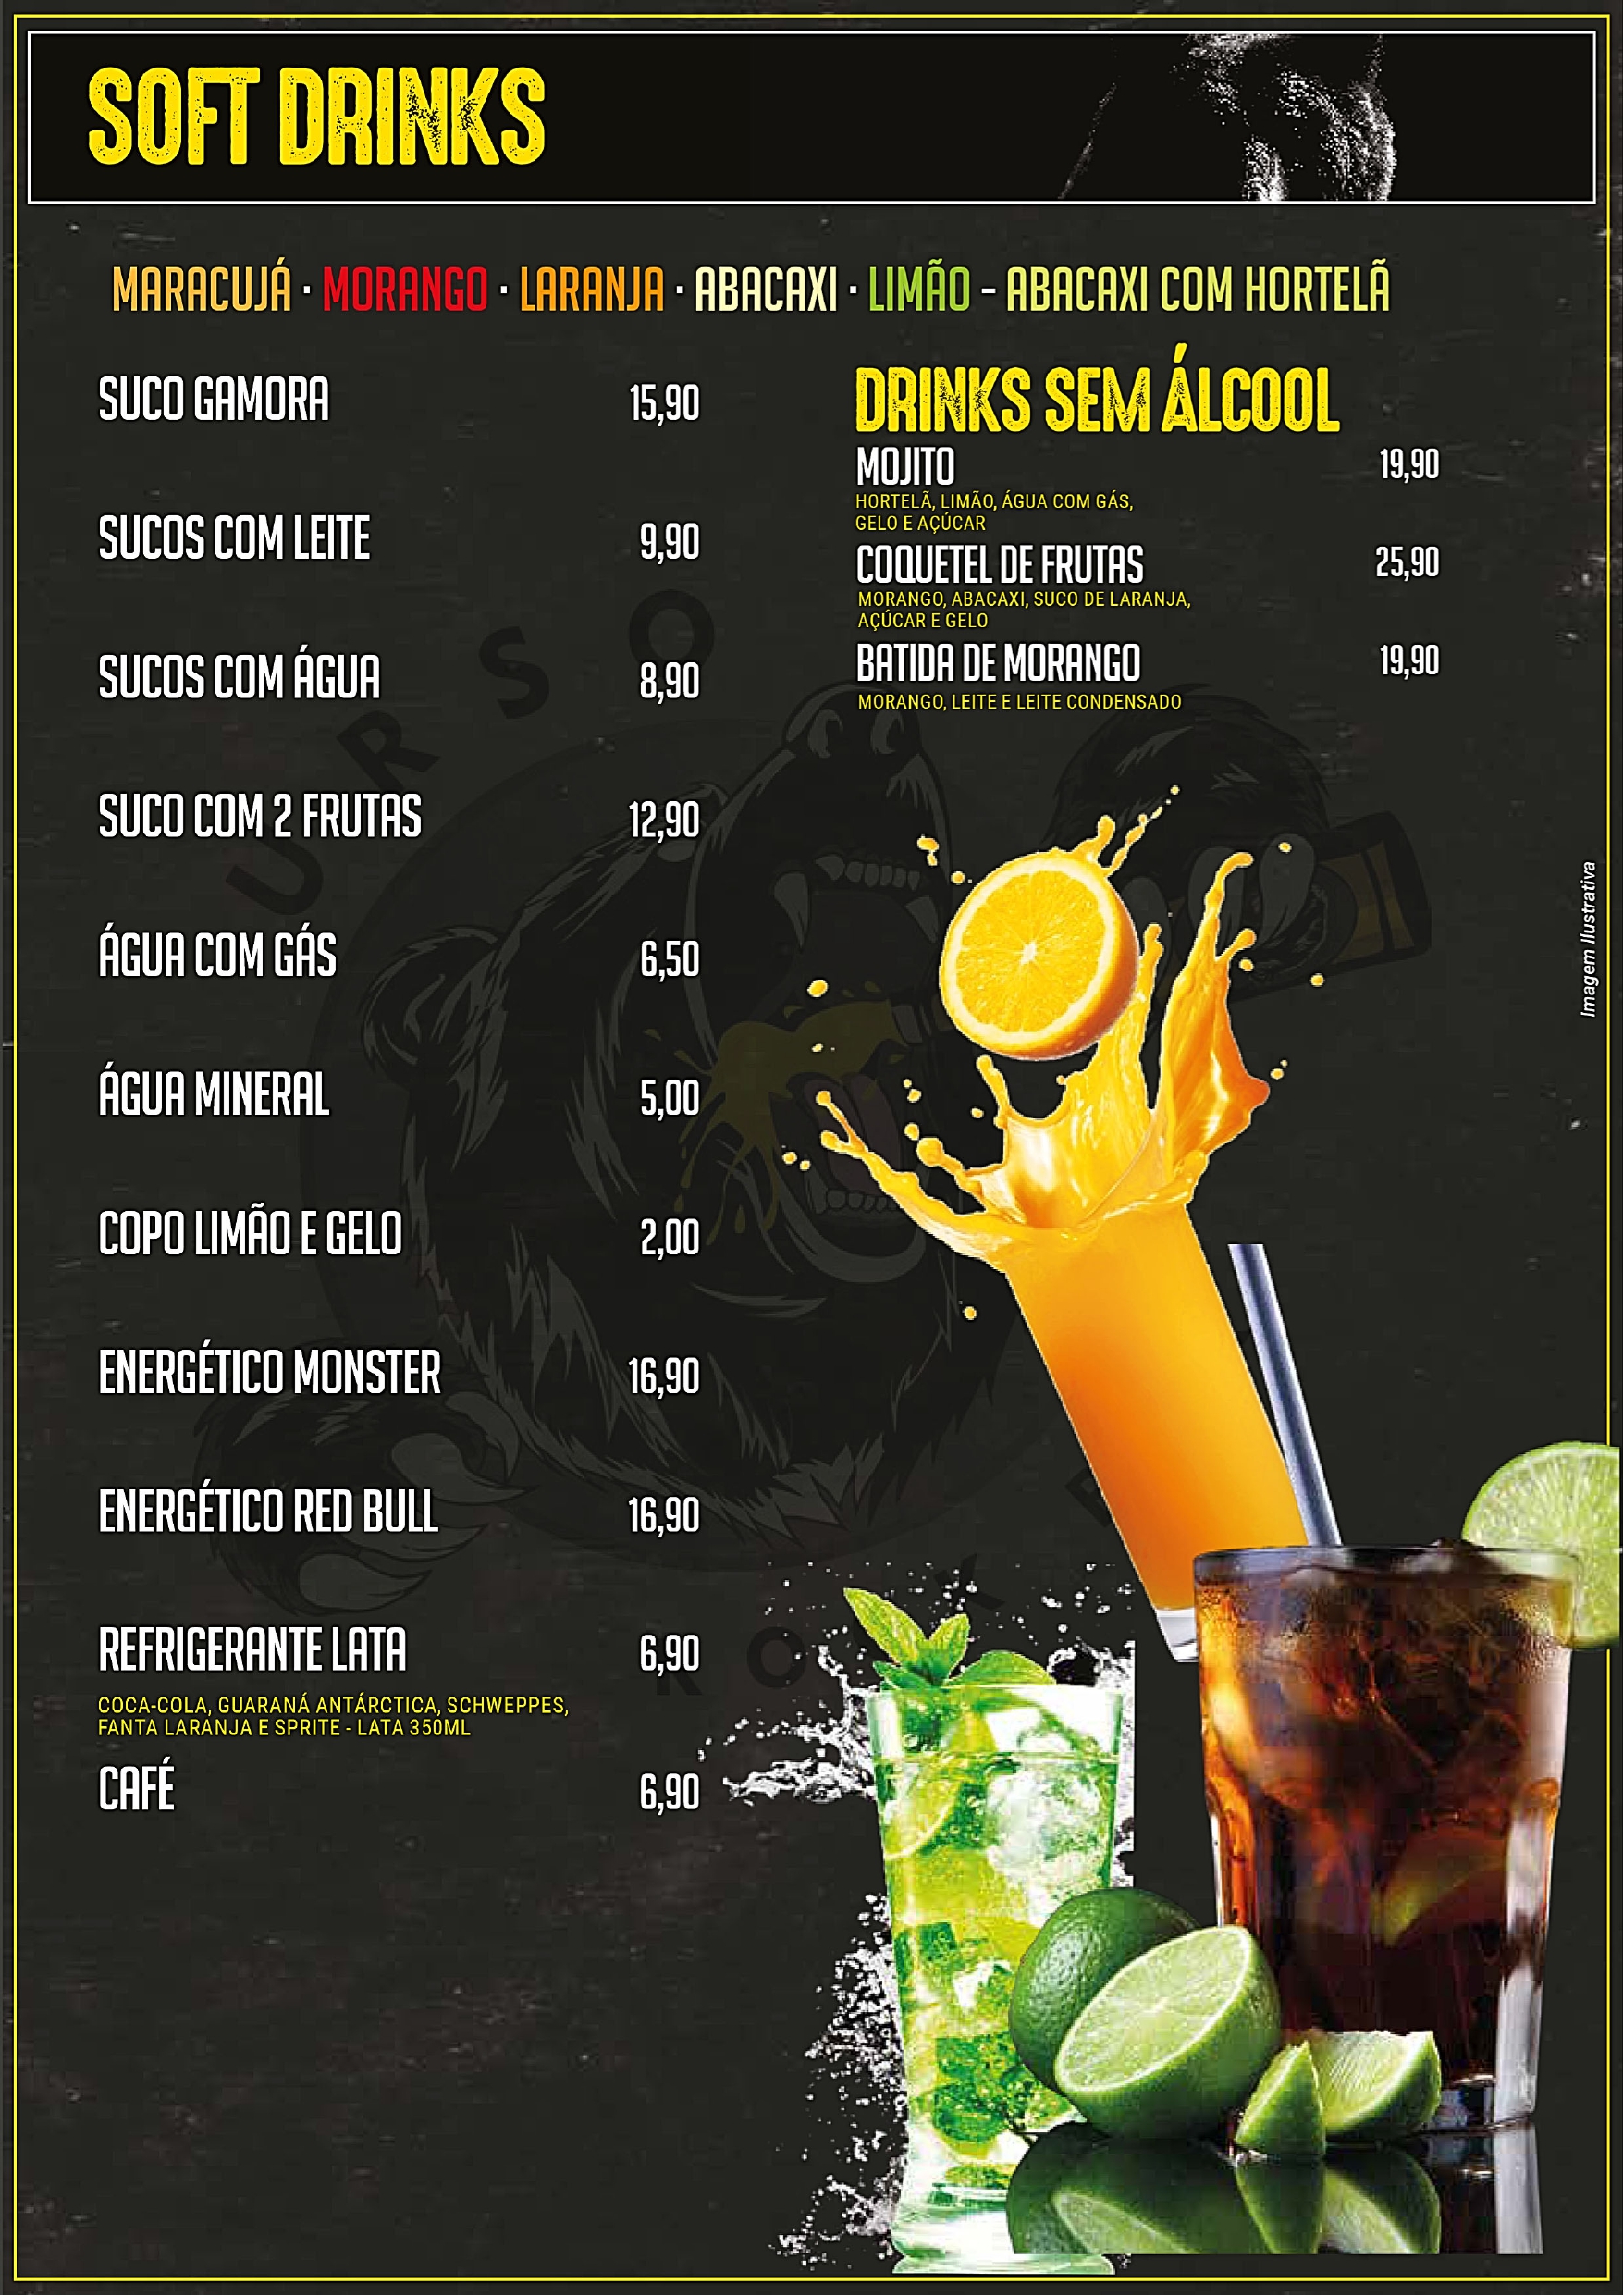 SOFT DRINKS
MARACUJÁ · MORANGO · LARANJA · ABACAXI · LIMÃO - ABACAXI COM HORTELÃ
SUCO GAMORA 15,90
SUCOS COM LEITE 9,90
SUCOS COM ÁGUA 8,90
SUCO COM 2 FRUTAS 12,90
ÁGUA COM GÁS 6,50
ÁGUA MINERAL 5,00
COPO LIMÃO E GELO 2,00
ENERGÉTICO MONSTER 16,90
ENERGÉTICO RED BULL 16,90
REFRIGERANTE LATA 6,90
COCA-COLA, GUARANÁ ANTÁRCTICA, SCHWEPPES,
FANTA LARANJA E SPRITE - LATA 350ML
CAFÉ 6,90
DRINKS SEM ÁLCOOL
MOJITO 19,90
HORTELÃ, LIMÃO, ÁGUA COM GÁS,
GELO E AÇÚCAR
COQUETEL DE FRUTAS 25,90
MORANGO, ABACAXI, SUCO DE LARANJA,
AÇÚCAR E GELO
BATIDA DE MORANGO 19,90
MORANGO, LEITE E LEITE CONDENSADO
Imagem Ilustrativa
URSO